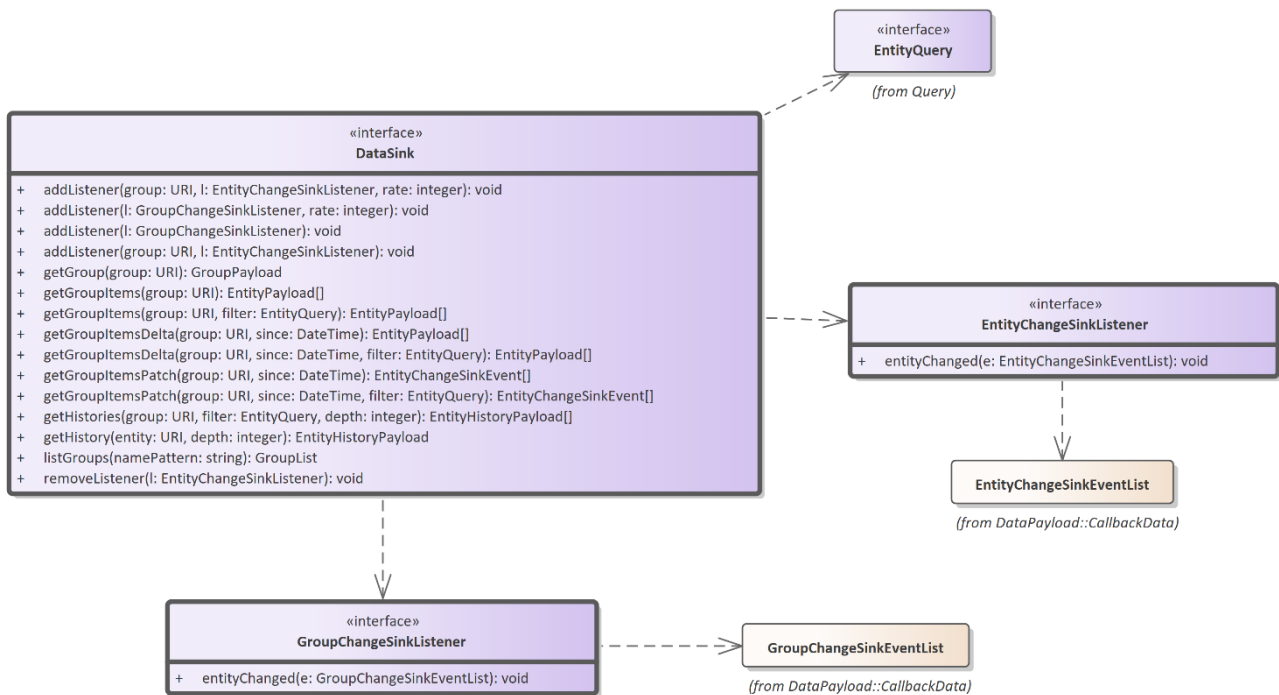 «interface»
EntityQuery
(from Query)
«interface»
DataSink
+ addListener(group: URI, l: EntityChangeSinkListener, rate: integer): void
+ addListener(l: GroupChangeSinkListener, rate: integer): void
+ addListener(l: GroupChangeSinkListener): void
+ addListener(group: URI, l: EntityChangeSinkListener): void
+ getGroup(group: URI): GroupPayload
+ getGroupItems(group: URI): EntityPayload[]
+ getGroupItems(group: URI, filter: EntityQuery): EntityPayload[]
+ getGroupItemsDelta(group: URI, since: DateTime): EntityPayload[]
+ getGroupItemsDelta(group: URI, since: DateTime, filter: EntityQuery): EntityPayload[]
+ getGroupItemsPatch(group: URI, since: DateTime): EntityChangeSinkEvent[]
+ getGroupItemsPatch(group: URI, since: DateTime, filter: EntityQuery): EntityChangeSinkEvent[]
+ getHistories(group: URI, filter: EntityQuery, depth: integer): EntityHistoryPayload[]
+ getHistory(entity: URI, depth: integer): EntityHistoryPayload
+ listGroups(namePattern: string): GroupList
+ removeListener(l: EntityChangeSinkListener): void
«interface»
EntityChangeSinkListener
+ entityChanged(e: EntityChangeSinkEventList): void
EntityChangeSinkEventList
(from DataPayload::CallbackData)
«interface»
GroupChangeSinkListener
+ entityChanged(e: GroupChangeSinkEventList): void
GroupChangeSinkEventList
(from DataPayload::CallbackData)